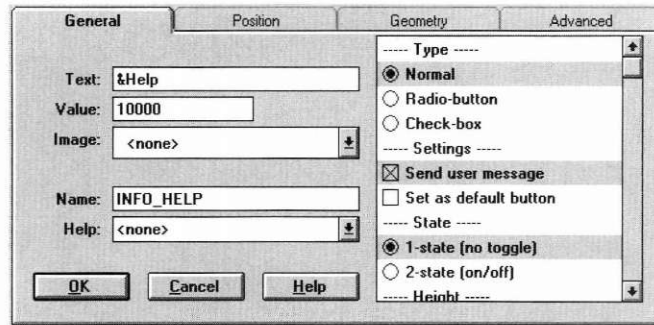 General Position Geometry Advanced
Text: &Help
Value: 10000
Image: <none>
Name: INFO_HELP
Help: <none>
OK Cancel Help
----- Type -----
Normal
Radio-button
Check-box
----- Settings -----
Send user message
Set as default button
----- State -----
1-state (no toggle)
2-state (on/off)
----- Height -----